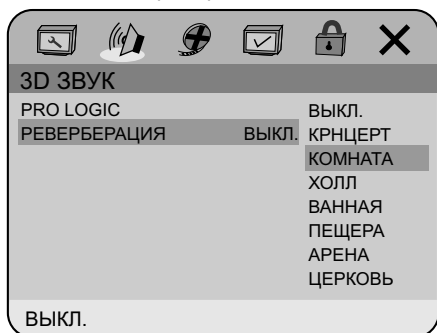 3D ЗВУК
PRO LOGIC
РЕВЕРБЕРАЦИЯ ВЫКЛ.
ВЫКЛ.
КРНЦЕРТ
КОМНАТА
ХОЛЛ
ВАННАЯ
ПЕЩЕРА
АРЕНА
ЦЕРКОВЬ
ВЫКЛ.